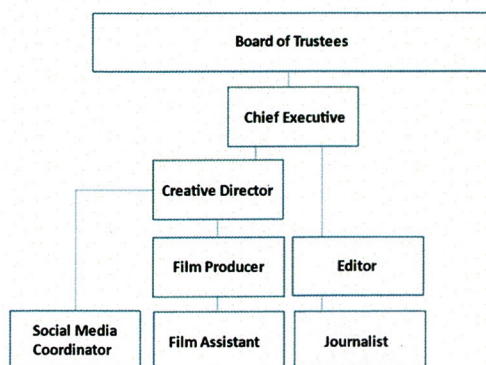 Board of Trustees
Chief Executive
Creative Director
Film Producer
Editor
Social Media
Coordinator
Film Assistant
Journalist